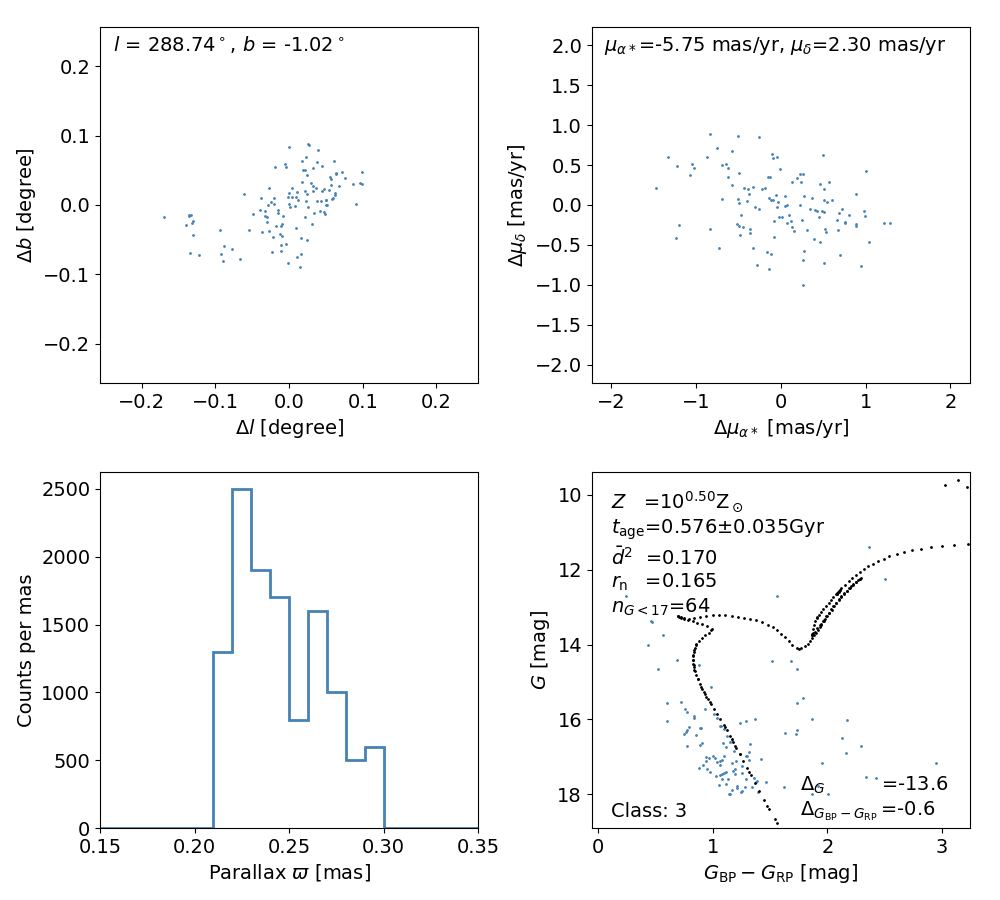 l = 288.74°, b = -1.02°
0.2
0.1
0.0
−0.1
−0.2
Δb [degree]
−0.2 −0.1 0.0 0.1 0.2
Δl [degree]
μα*=-5.75 mas/yr, μδ=2.30 mas/yr
2.0
1.5
1.0
0.5
0.0
−0.5
−1.0
−1.5
−2.0
Δμδ [mas/yr]
−2 −1 0 1 2
Δμα* [mas/yr]
2500
2000
1500
1000
500
0
Counts per mas
0.15 0.20 0.25 0.30 0.35
Parallax ϖ [mas]
Z =10^0.50 Z⊙
t_age=0.576±0.035Gyr
d̄² =0.170
r_n =0.165
n_G<17=64
10
12
14
16
18
G [mag]
Δ_G =-13.6
Δ_G_BP−G_RP =-0.6
Class: 3
0 1 2 3
G_BP − G_RP [mag]